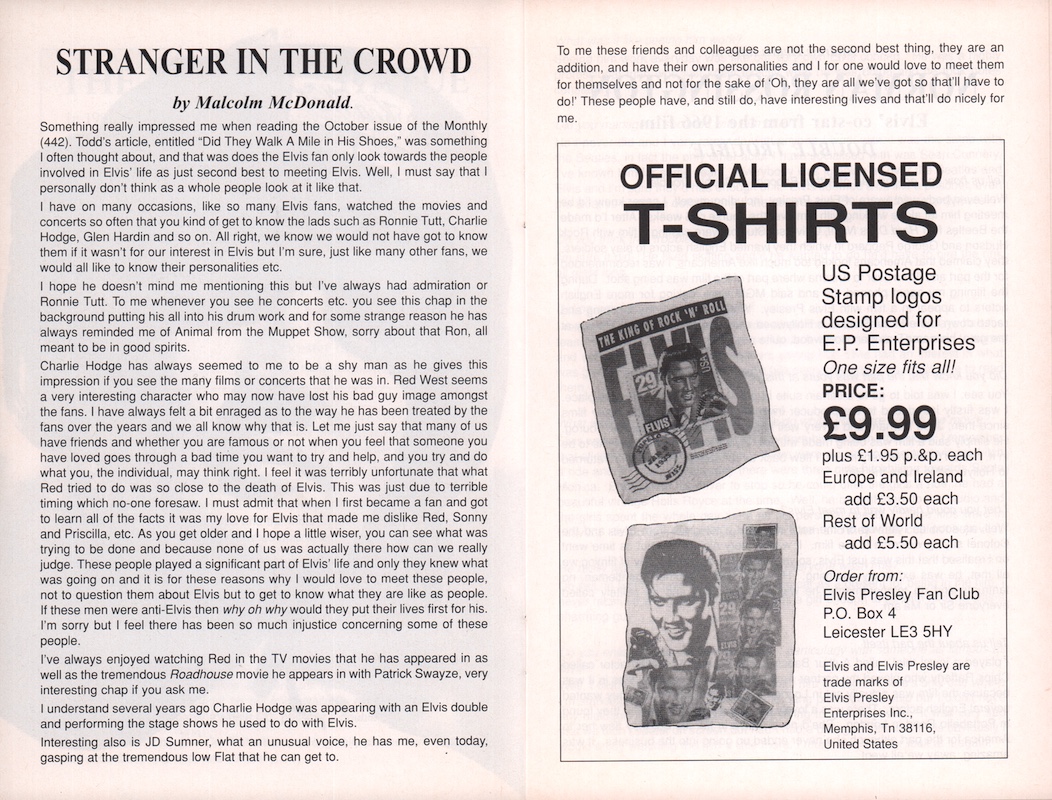 STRANGER IN THE CROWD
by Malcolm McDonald.
Something really impressed me when reading the October issue of the Monthly
(442). Todd's article, entitled "Did They Walk A Mile in His Shoes," was something
I often thought about, and that was does the Elvis fan only look towards the people
involved in Elvis' life as just second best to meeting Elvis. Well, I must say that I
personally don't think as a whole people look at it like that.
I have on many occasions, like so many Elvis fans, watched the movies and
concerts so often that you kind of get to know the lads such as Ronnie Tutt, Charlie
Hodge, Glen Hardin and so on. All right, we know we would not have got to know
them if it wasn't for our interest in Elvis but I'm sure, just like many other fans, we
would all like to know their personalities etc.
I hope he doesn't mind me mentioning this but I've always had admiration or
Ronnie Tutt. To me whenever you see he concerts etc. you see this chap in the
background putting his all into his drum work and for some strange reason he has
always reminded me of Animal from the Muppet Show, sorry about that Ron, all
meant to be in good spirits.
Charlie Hodge has always seemed to me to be a shy man as he gives this
impression if you see the many films or concerts that he was in. Red West seems
a very interesting character who may now have lost his bad guy image amongst
the fans. I have always felt a bit enraged as to the way he has been treated by the
fans over the years and we all know why that is. Let me just say that many of us
have friends and whether you are famous or not when you feel that someone you
have loved goes through a bad time you want to try and help, and you try and do
what you, the individual, may think right. I feel it was terribly unfortunate that what
Red tried to do was so close to the death of Elvis. This was just due to terrible
timing which no-one foresaw. I must admit that when I first became a fan and got
to learn all of the facts it was my love for Elvis that made me dislike Red, Sonny
and Priscilla, etc. As you get older and I hope a little wiser, you can see what was
trying to be done and because none of us was actually there how can we really
judge. These people played a significant part of Elvis' life and only they knew what
was going on and it is for these reasons why I would love to meet these people,
not to question them about Elvis but to get to know what they are like as people.
If these men were anti-Elvis then why oh why would they put their lives first for his.
I'm sorry but I feel there has been so much injustice concerning some of these
people.
I've always enjoyed watching Red in the TV movies that he has appeared in as
well as the tremendous Roadhouse movie he appears in with Patrick Swayze, very
interesting chap if you ask me.
I understand several years ago Charlie Hodge was appearing with an Elvis double
and performing the stage shows he used to do with Elvis.
Interesting also is JD Sumner, what an unusual voice, he has me, even today,
gasping at the tremendous low Flat that he can get to.
To me these friends and colleagues are not the second best thing, they are an
addition, and have their own personalities and I for one would love to meet them
for themselves and not for the sake of 'Oh, they are all we've got so that'll have to
do!' These people have, and still do, have interesting lives and that'll do nicely for
me.
OFFICIAL LICENSED
T-SHIRTS
THE KING OF ROCK 'N' ROLL
ELVIS
29
USA
ELVIS
MISS
29
US Postage
Stamp logos
designed for
E.P. Enterprises
One size fits all!
PRICE:
£9.99
plus £1.95 p.&p. each
Europe and Ireland
add £3.50 each
Rest of World
add £5.50 each
Order from:
Elvis Presley Fan Club
P.O. Box 4
Leicester LE3 5HY
Elvis and Elvis Presley are
trade marks of
Elvis Presley
Enterprises Inc.,
Memphis, Tn 38116,
United States